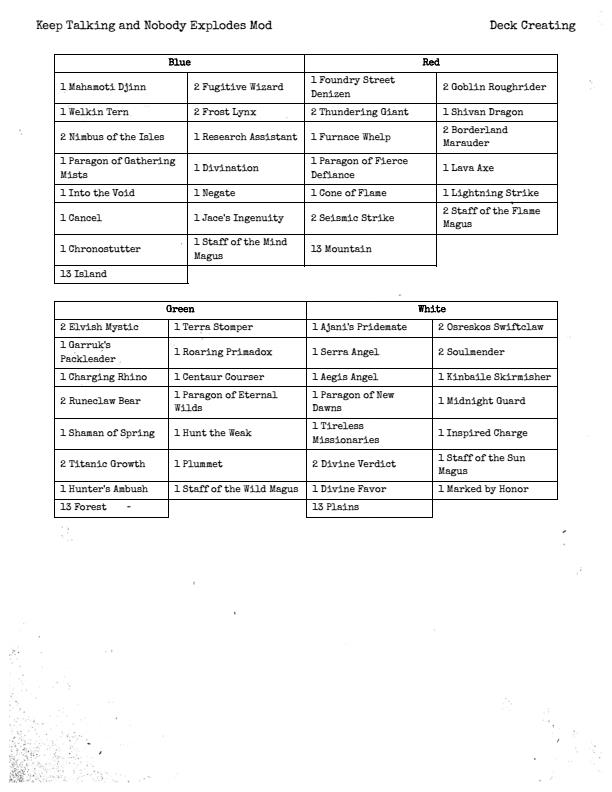 Keep Talking and Nobody Explodes Mod Deck Creating
Blue Red
1 Mahamoti Djinn 2 Fugitive Wizard 1 Foundry Street
Denizen 2 Goblin Roughrider
1 Welkin Tern 2 Frost Lynx 2 Thundering Giant 1 Shivan Dragon
2 Nimbus of the Isles 1 Research Assistant 1 Furnace Whelp 2 Borderland
Marauder
1 Paragon of Gathering
Mists 1 Divination 1 Paragon of Fierce
Defiance 1 Lava Axe
1 Into the Void 1 Negate 1 Cone of Flame 1 Lightning Strike
1 Cancel 1 Jace's Ingenuity 2 Seismic Strike 2 Staff of the Flame
Magus
1 Chronostutter 1 Staff of the Mind
Magus 13 Mountain
13 Island
Green White
2 Elvish Mystic 1 Terra Stomper 1 Ajani's Pridemate 2 Osreskos Swiftclaw
1 Garruk's
Packleader 1 Roaring Primadox 1 Serra Angel 2 Soulmender
1 Charging Rhino 1 Centaur Courser 1 Aegis Angel 1 Kinbaile Skirmisher
2 Runeclaw Bear 1 Paragon of Eternal
Wilds 1 Paragon of New
Dawns 1 Midnight Guard
1 Shaman of Spring 1 Hunt the Weak 1 Tireless
Missionaries 1 Inspired Charge
2 Titanic Growth 1 Plummet 2 Divine Verdict 1 Staff of the Sun
Magus
1 Hunter's Ambush 1 Staff of the Wild Magus 1 Divine Favor 1 Marked by Honor
13 Forest 13 Plains